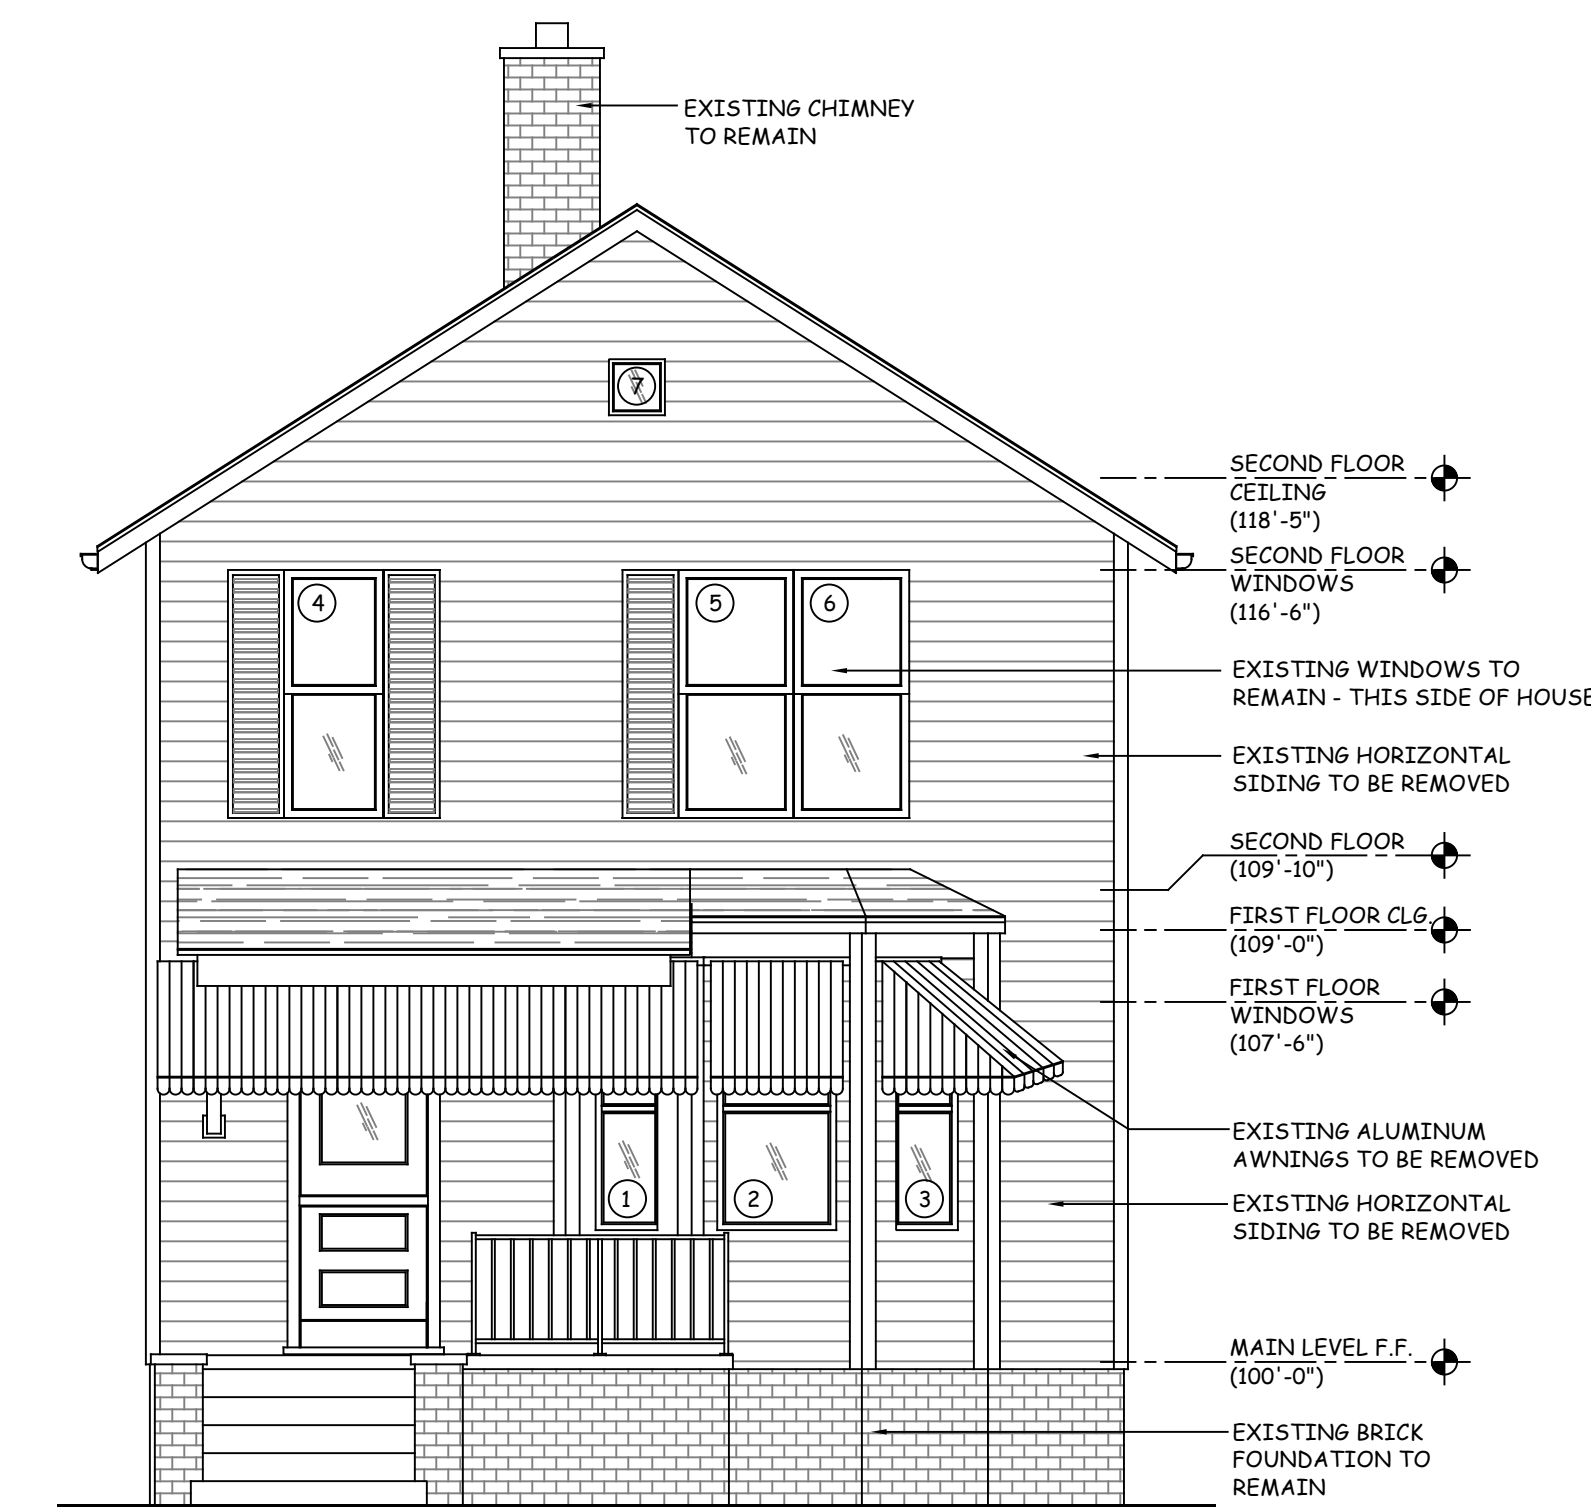 EXISTING CHIMNEY
TO REMAIN
7
SECOND FLOOR
CEILING
(118'-5")
SECOND FLOOR
WINDOWS
(116'-6")
4
5
6
EXISTING WINDOWS TO
REMAIN - THIS SIDE OF HOUSE
EXISTING HORIZONTAL
SIDING TO BE REMOVED
SECOND FLOOR
(109'-10")
FIRST FLOOR CLG.
(109'-0")
FIRST FLOOR
WINDOWS
(107'-6")
EXISTING ALUMINUM
AWNINGS TO BE REMOVED
1
2
3
EXISTING HORIZONTAL
SIDING TO BE REMOVED
MAIN LEVEL F.F.
(100'-0")
EXISTING BRICK
FOUNDATION TO
REMAIN